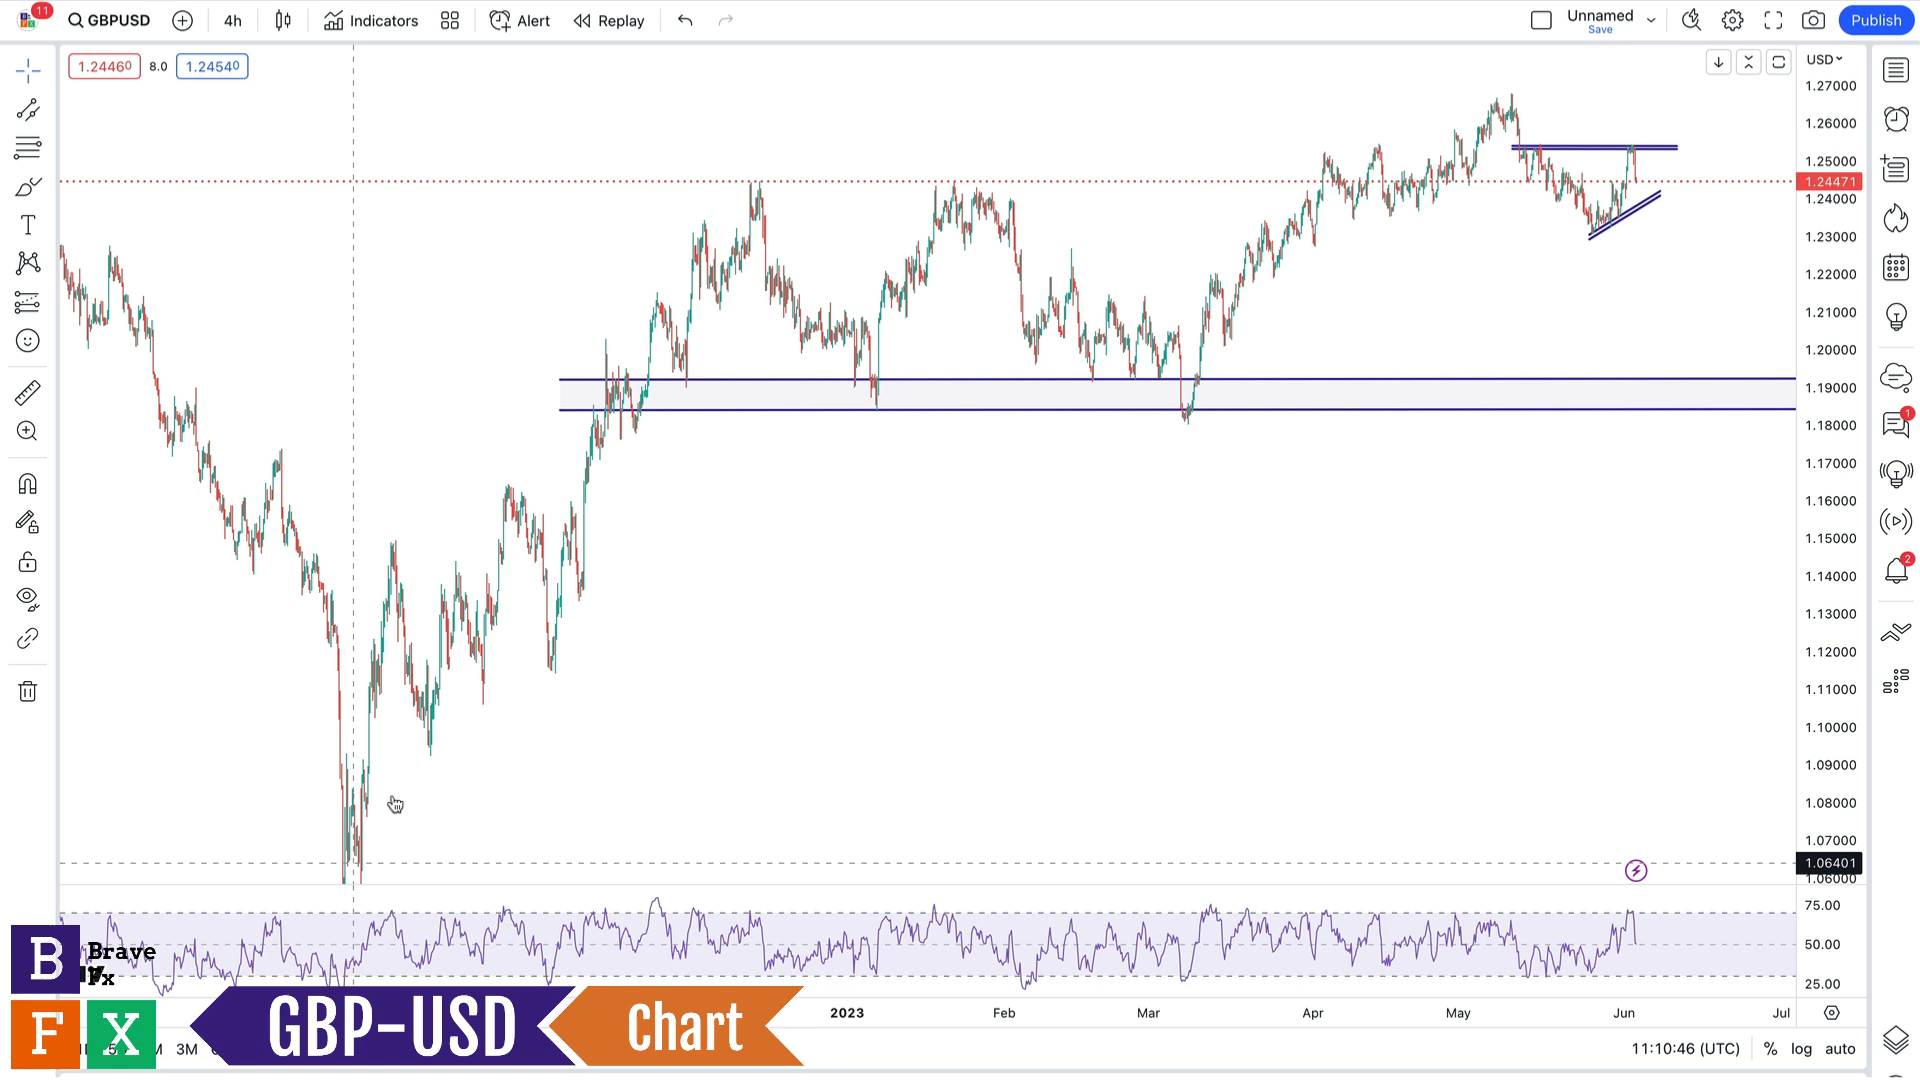 11
GBPUSD
4h
Indicators
Alert
Replay
Unnamed
Save
Publish
1.24460
8.0
1.24540
USD
1.27000
1.26000
1.25000
1.24471
1.24000
1.23000
1.22000
1.21000
1.20000
1.19000
1.18000
1.17000
1.16000
1.15000
1.14000
1.13000
1.12000
1.11000
1.10000
1.09000
1.08000
1.07000
1.06401
1.06000
75.00
50.00
25.00
T
1
2
B
Brave
Fx
F X
GBP-USD
Chart
2023
Feb
Mar
Apr
May
Jun
Jul
3M
11:10:46 (UTC)
%
log
auto